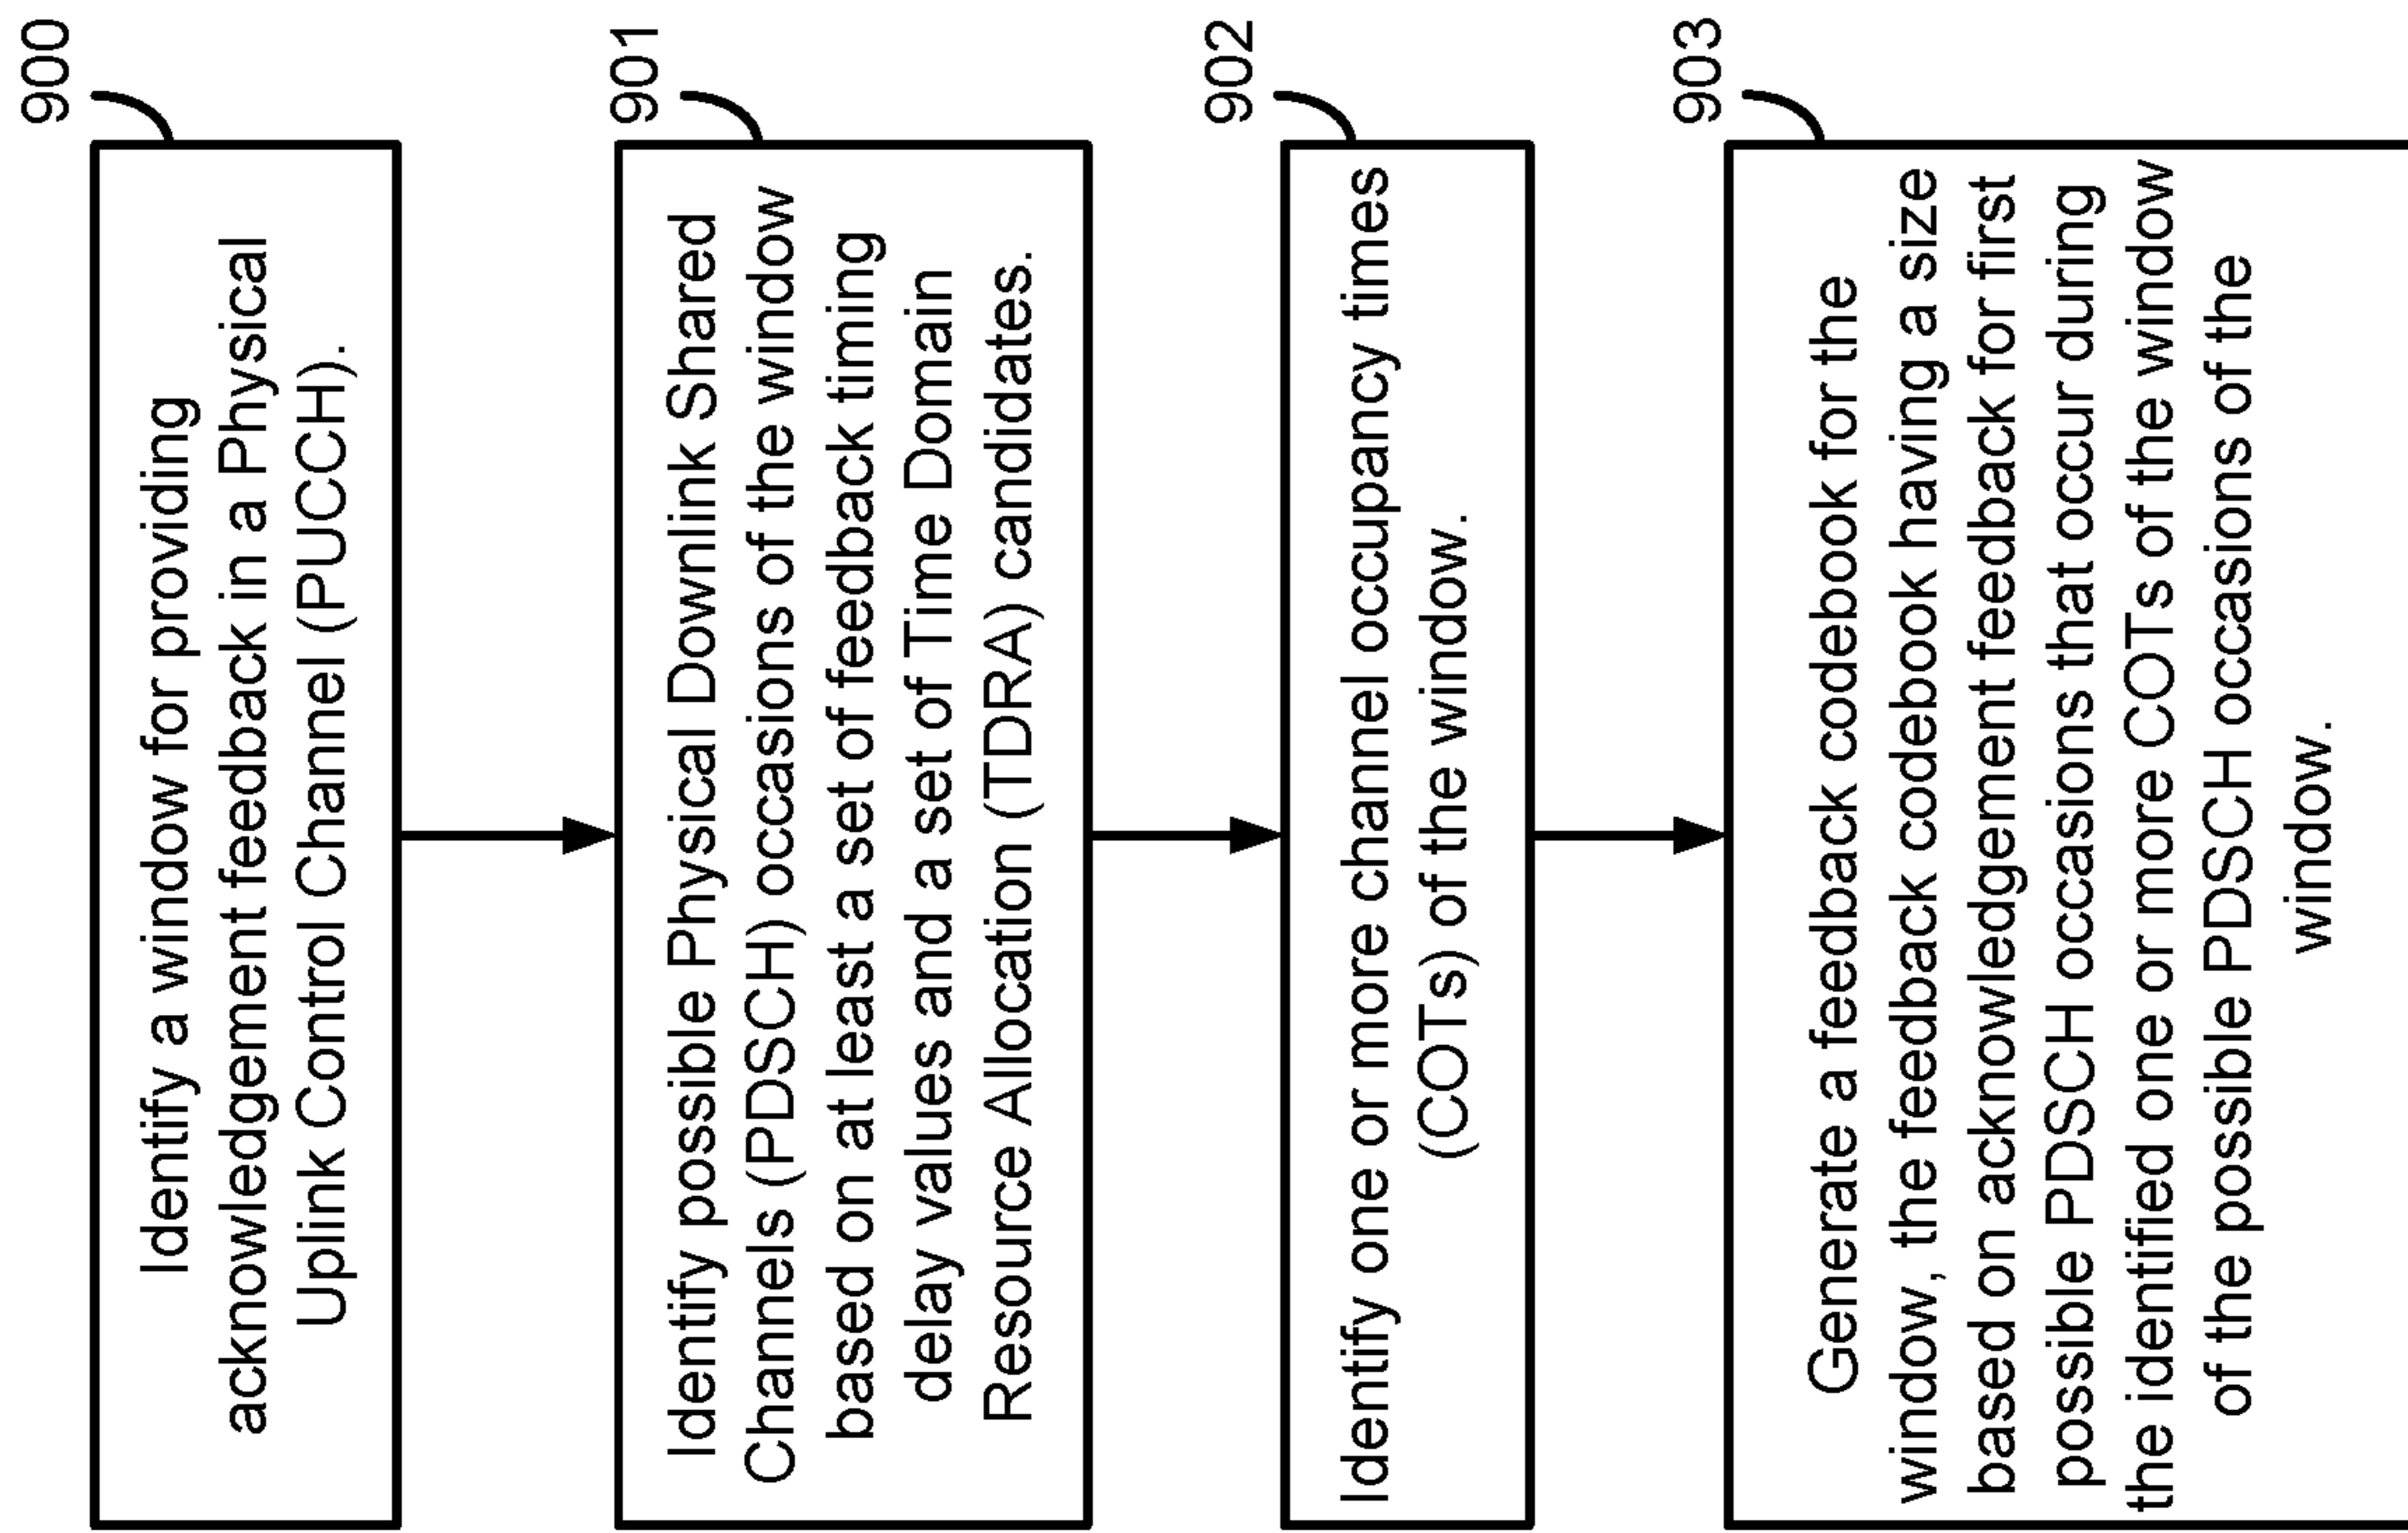 900
Identify a window for providing
acknowledgement feedback in a Physical
Uplink Control Channel (PUCCH).
901
Identify possible Physical Downlink Shared
Channels (PDSCH) occasions of the window
based on at least a set of feedback timing
delay values and a set of Time Domain
Resource Allocation (TDRA) candidates.
902
Identify one or more channel occupancy times
(COTs) of the window.
903
Generate a feedback codebook for the
window, the feedback codebook having a size
based on acknowledgement feedback for first
possible PDSCH occasions that occur during
the identified one or more COTs of the window
of the possible PDSCH occasions of the
window.